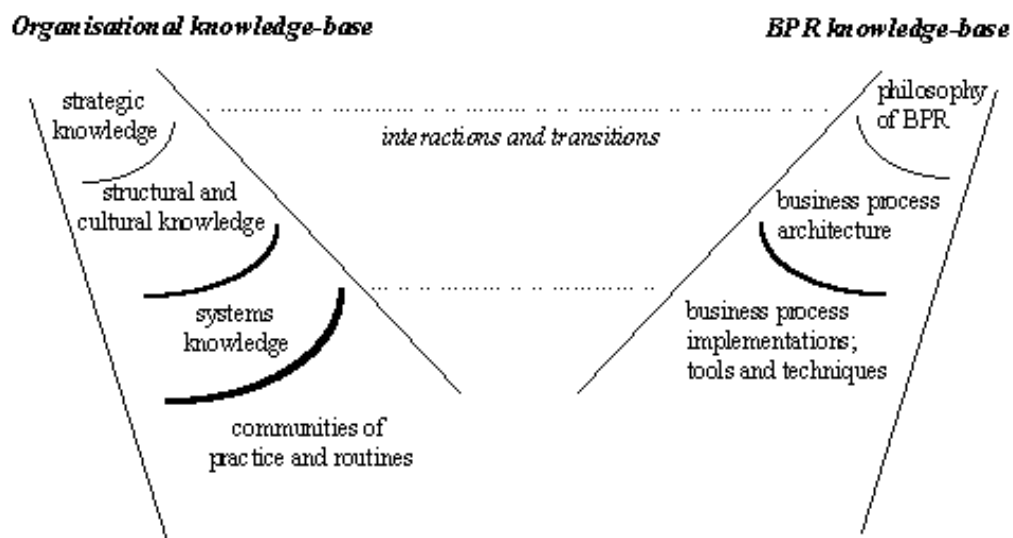 Organisational knowledge-base
BPR knowledge-base
strategic
knowledge
philosophy
of BPR
interactions and transitions
structural and
cultural knowledge
business process
architecture
systems
knowledge
business process
implementations;
tools and techniques
communities of
practice and routines